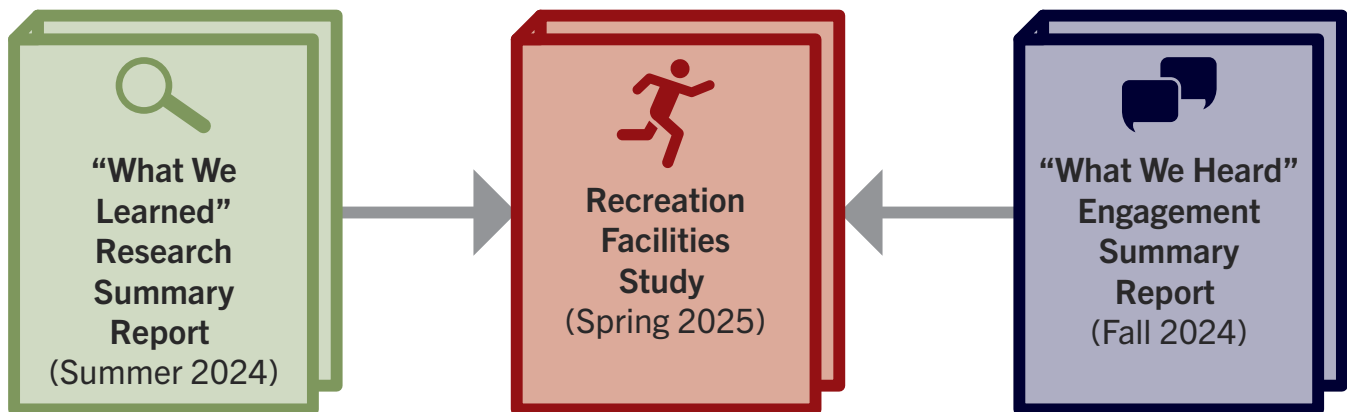 “What We
Learned”
Research
Summary
Report
(Summer 2024)
Recreation
Facilities
Study
(Spring 2025)
“What We Heard”
Engagement
Summary
Report
(Fall 2024)